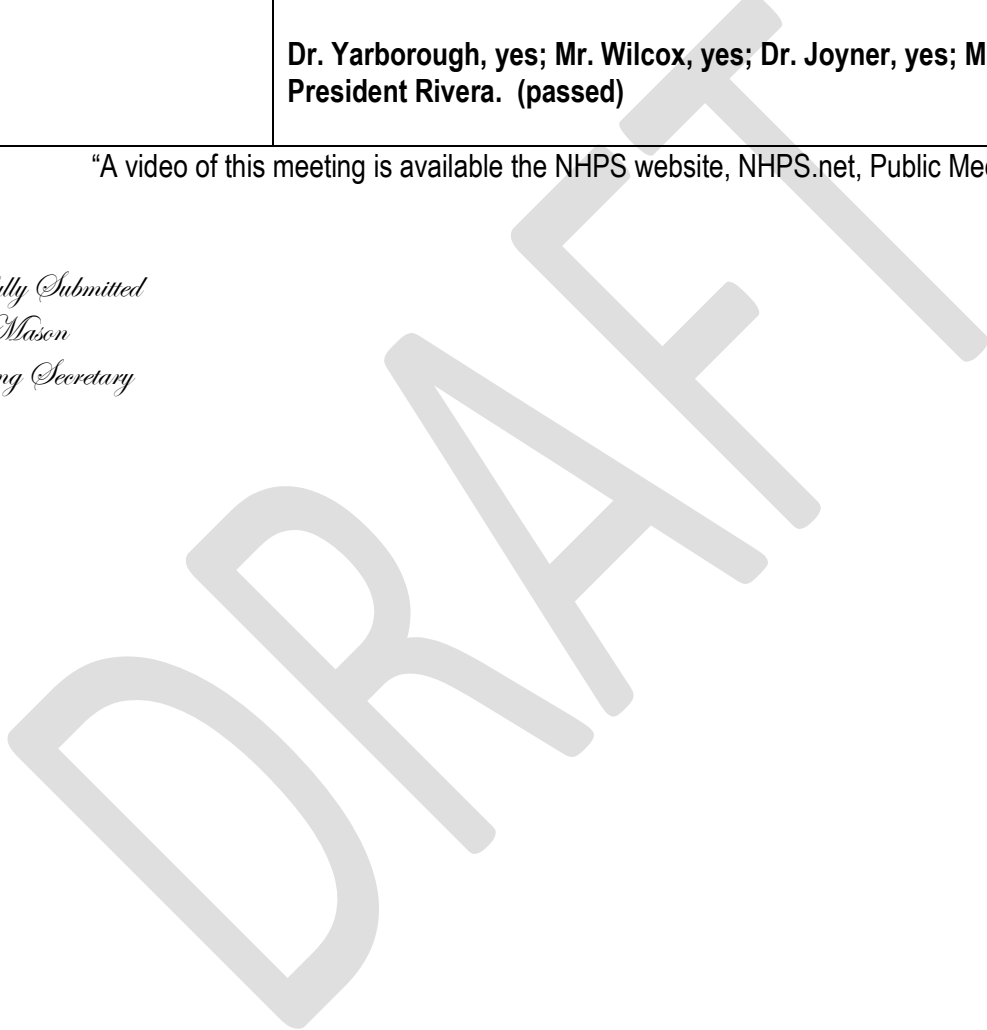 Dr. Yarborough, yes; Mr. Wilcox, yes; Dr. Joyner, yes; M
President Rivera.  (passed)
“A video of this meeting is available the NHPS website, NHPS.net, Public Me
Submitted
Mason
Secretary
DRAFT